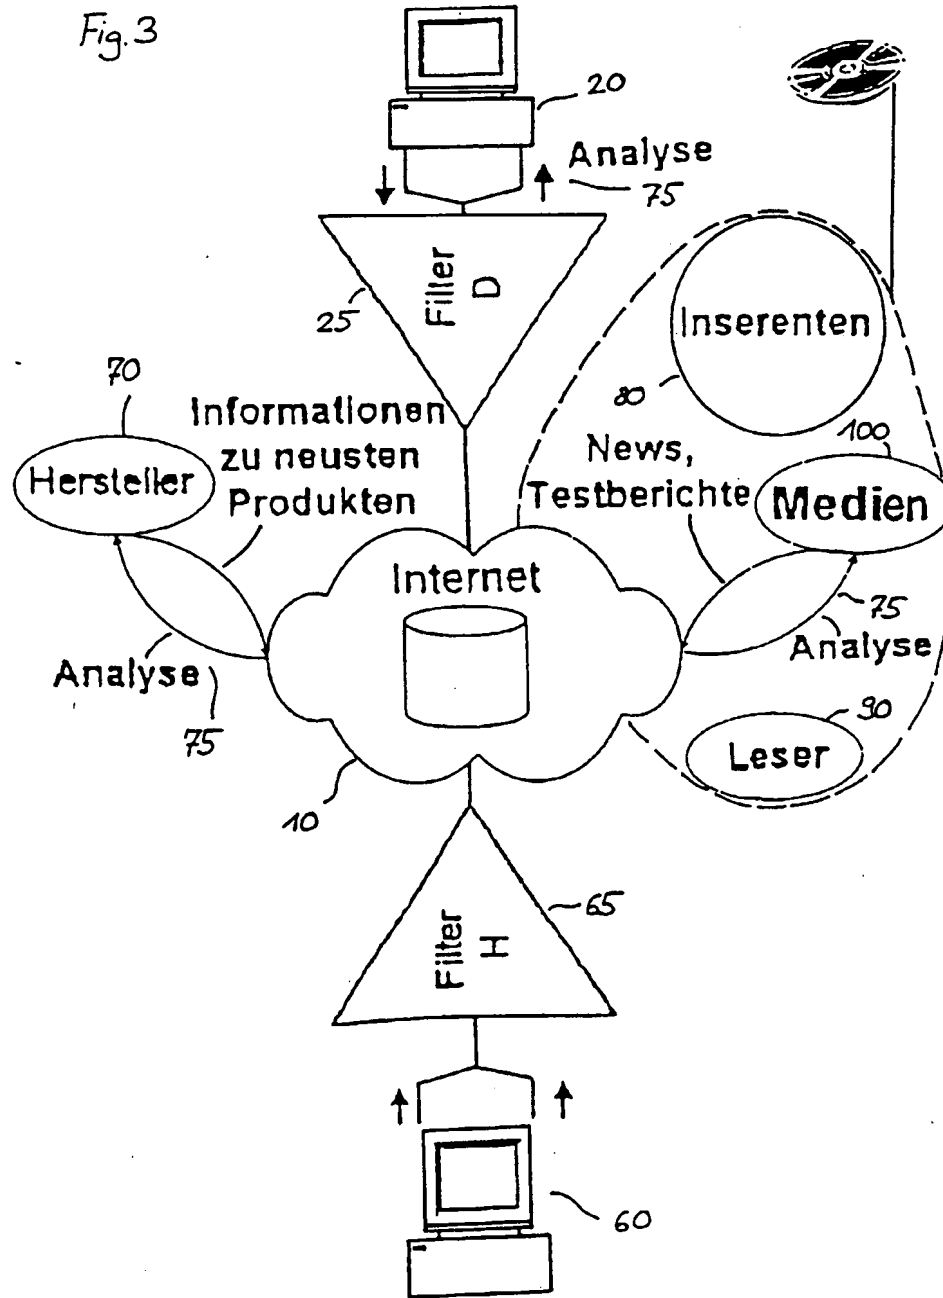 Fig. 3
20
Analyse
75
Filter
D
25
Inserenten
80
70
Informationen
zu neusten
Produkten
Hersteller
News,
Testberichte
100
Medien
Internet
75
Analyse
Analyse
75
90
Leser
10
65
Filter
H
60